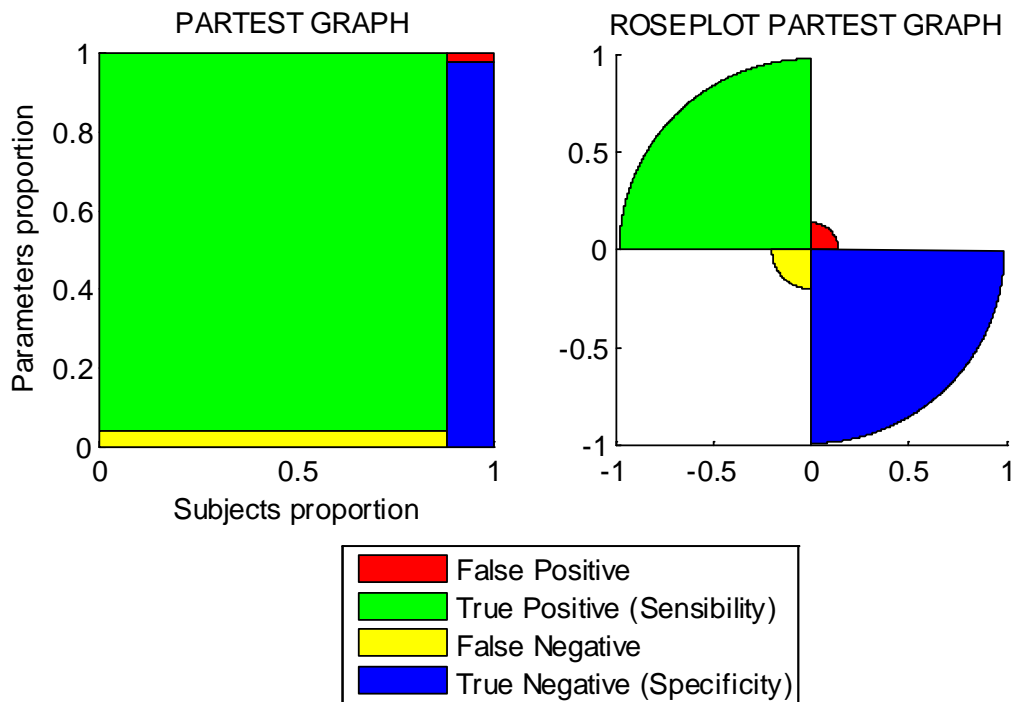 PARTEST GRAPH
1
0.8
0.6
0.4
0.2
0
Parameters proportion
0 0.5 1
Subjects proportion
ROSEPLOT PARTEST GRAPH
1
0.5
0
-0.5
-1
-1 -0.5 0 0.5 1
False Positive
True Positive (Sensibility)
False Negative
True Negative (Specificity)